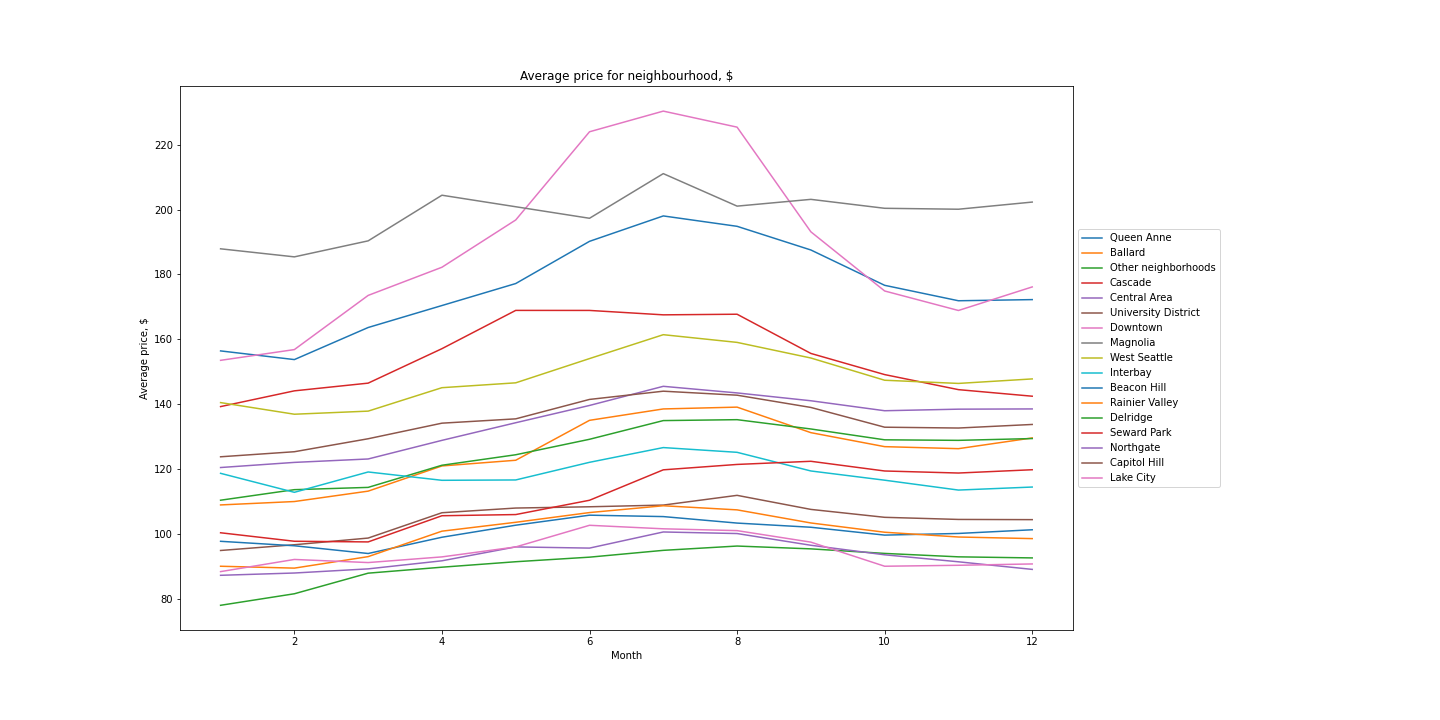 Average price for neighbourhood, $
220
200
180
160
140
120
100
80
Average price, $
2 4 6 8 10 12
Month
Queen Anne
Ballard
Other neighborhoods
Cascade
Central Area
University District
Downtown
Magnolia
West Seattle
Interbay
Beacon Hill
Rainier Valley
Delridge
Seward Park
Northgate
Capitol Hill
Lake City